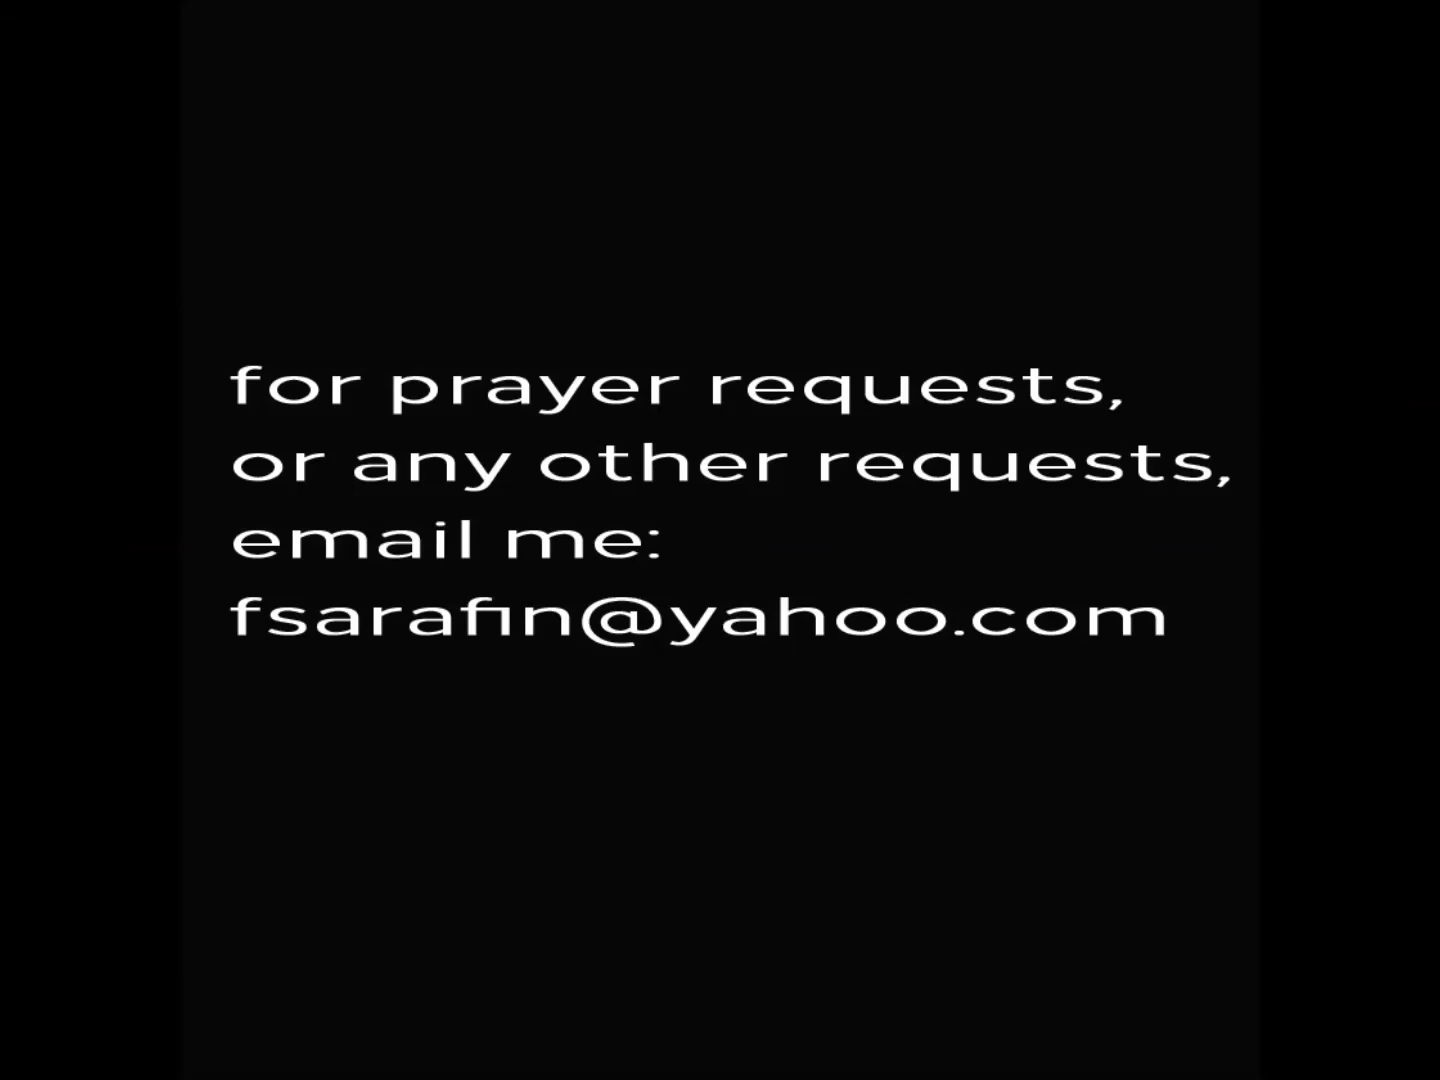 for prayer requests,
or any other requests,
email me:
fsarafin@yahoo.com